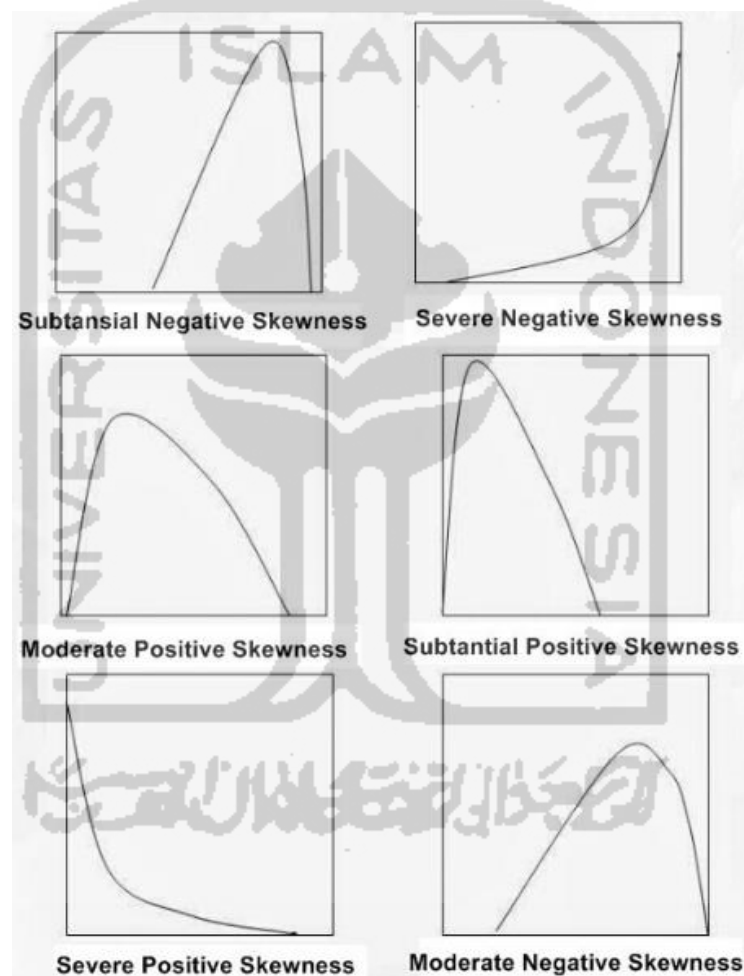 ISLAM
UNIVERSITAS
INDONESIA
Subtansial Negative Skewness
Severe Negative Skewness
Moderate Positive Skewness
Subtantial Positive Skewness
Severe Positive Skewness
Moderate Negative Skewness